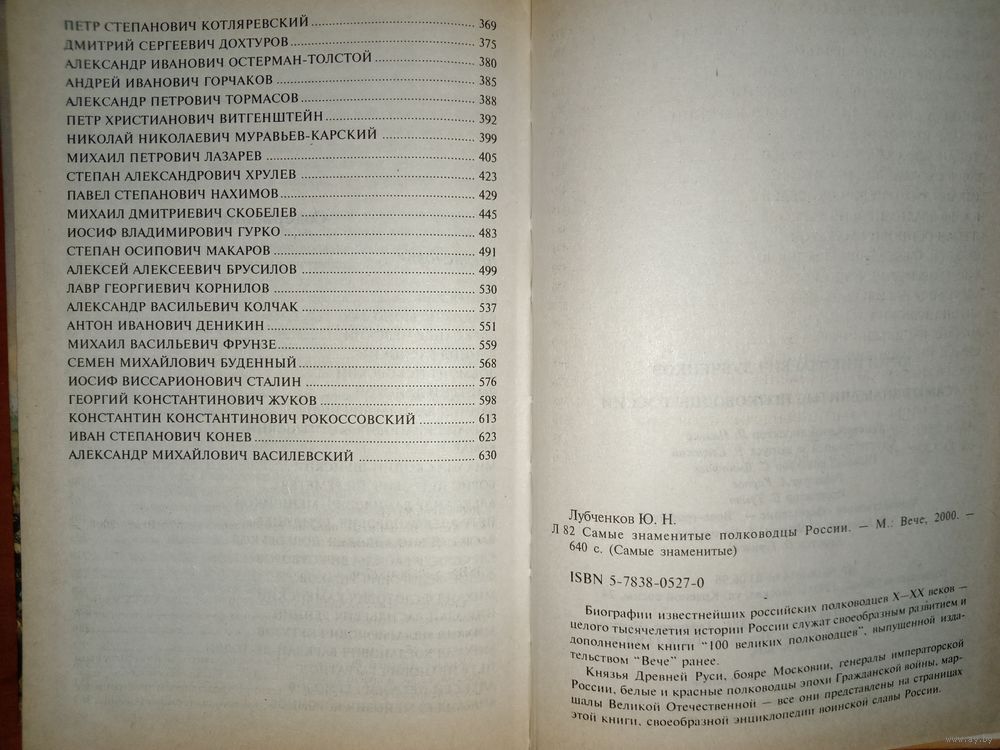 ПЕТР СТЕПАНОВИЧ КОТЛЯРЕВСКИЙ ........ 369
ДМИТРИЙ СЕРГЕЕВИЧ ДОХТУРОВ ........ 375
АЛЕКСАНДР ИВАНОВИЧ ОСТЕРМАН-ТОЛСТОЙ ........ 380
АНДРЕЙ ИВАНОВИЧ ГОРЧАКОВ ........ 385
АЛЕКСАНДР ПЕТРОВИЧ ТОРМАСОВ ........ 388
ПЕТР ХРИСТИАНОВИЧ ВИТГЕНШТЕЙН ........ 392
НИКОЛАЙ НИКОЛАЕВИЧ МУРАВЬЕВ-КАРСКИЙ ........ 399
МИХАИЛ ПЕТРОВИЧ ЛАЗАРЕВ ........ 405
СТЕПАН АЛЕКСАНДРОВИЧ ХРУЛЕВ ........ 423
ПАВЕЛ СТЕПАНОВИЧ НАХИМОВ ........ 429
МИХАИЛ ДМИТРИЕВИЧ СКОБЕЛЕВ ........ 445
ИОСИФ ВЛАДИМИРОВИЧ ГУРКО ........ 483
СТЕПАН ОСИПОВИЧ МАКАРОВ ........ 491
АЛЕКСЕЙ АЛЕКСЕЕВИЧ БРУСИЛОВ ........ 499
ЛАВР ГЕОРГИЕВИЧ КОРНИЛОВ ........ 530
АЛЕКСАНДР ВАСИЛЬЕВИЧ КОЛЧАК ........ 537
АНТОН ИВАНОВИЧ ДЕНИКИН ........ 551
МИХАИЛ ВАСИЛЬЕВИЧ ФРУНЗЕ ........ 559
СЕМЕН МИХАЙЛОВИЧ БУДЕННЫЙ ........ 568
ИОСИФ ВИССАРИОНОВИЧ СТАЛИН ........ 576
ГЕОРГИЙ КОНСТАНТИНОВИЧ ЖУКОВ ........ 598
КОНСТАНТИН КОНСТАНТИНОВИЧ РОКОССОВСКИЙ ........ 613
ИВАН СТЕПАНОВИЧ КОНЕВ ........ 623
АЛЕКСАНДР МИХАЙЛОВИЧ ВАСИЛЕВСКИЙ ........ 630
Лубченков Ю. Н.
Л 82 Самые знаменитые полководцы России. — М.: Вече, 2000. —
640 с. (Самые знаменитые)
ISBN 5-7838-0527-0
Биографии известнейших российских полководцев X—XX веков —
целого тысячелетия истории России служат своеобразным развитием и
дополнением книги "100 великих полководцев", выпущенной изда-
тельством "Вече" ранее.
Князья Древней Руси, бояре Московии, генералы императорской
России, белые и красные полководцы эпохи Гражданской войны, мар-
шалы Великой Отечественной — все они представлены на страницах
этой книги, своеобразной энциклопедии воинской славы России.
www.ay.by